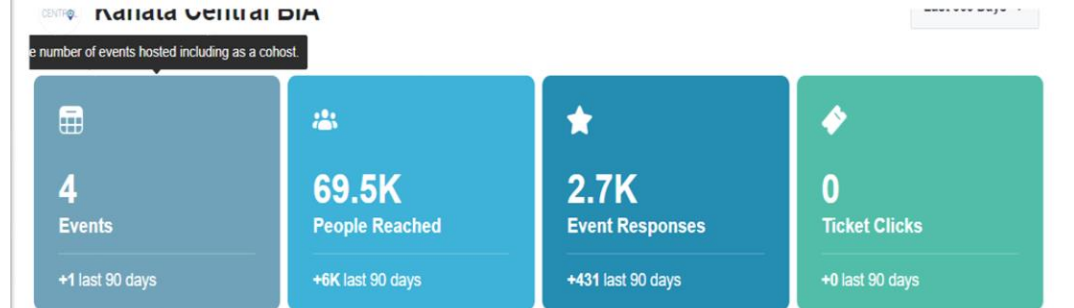 CENTRAL Kanata Central BIA
e number of events hosted including as a cohost.
4
Events
+1 last 90 days
69.5K
People Reached
+6K last 90 days
2.7K
Event Responses
+431 last 90 days
0
Ticket Clicks
+0 last 90 days